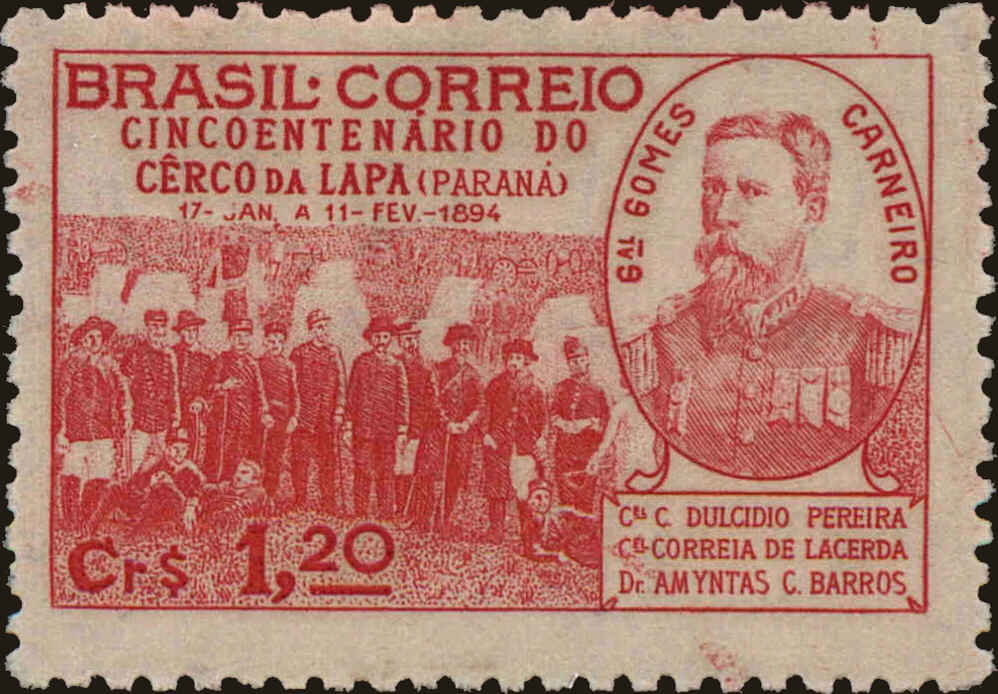 BRASIL: CORREIO
CINCOENTENÁRIO DO
CÊRCO DA LAPA (PARANÁ)
17- JAN. A 11- FEV.-1894
GAL GOMES CARNEIRO
CEL C. DULCIDIO PEREIRA
CEL CORREIA DE LACERDA
Dr. AMYNTAS C. BARROS
Cr$ 1,20